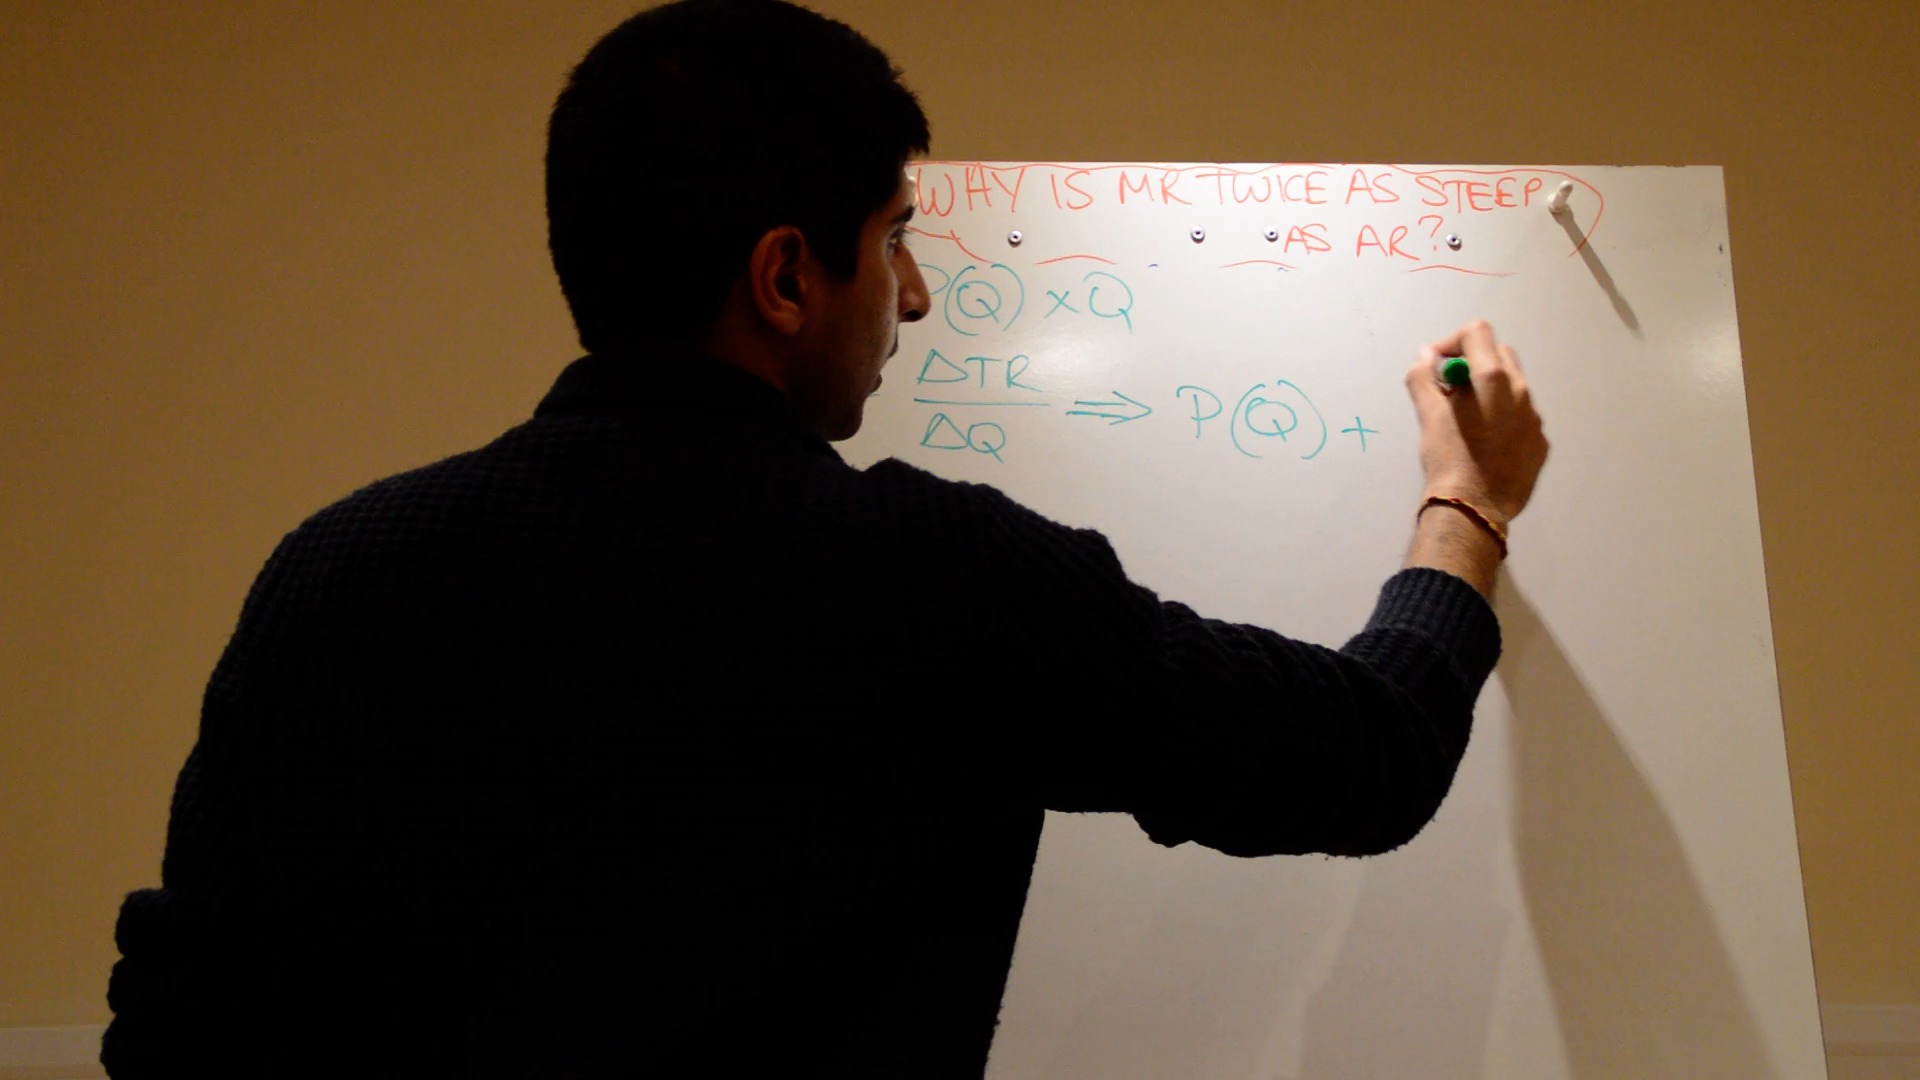 WHY IS MR TWICE AS STEEP
AS AR?
P(Q) × Q
ΔTR
ΔQ
⇒ P(Q) +